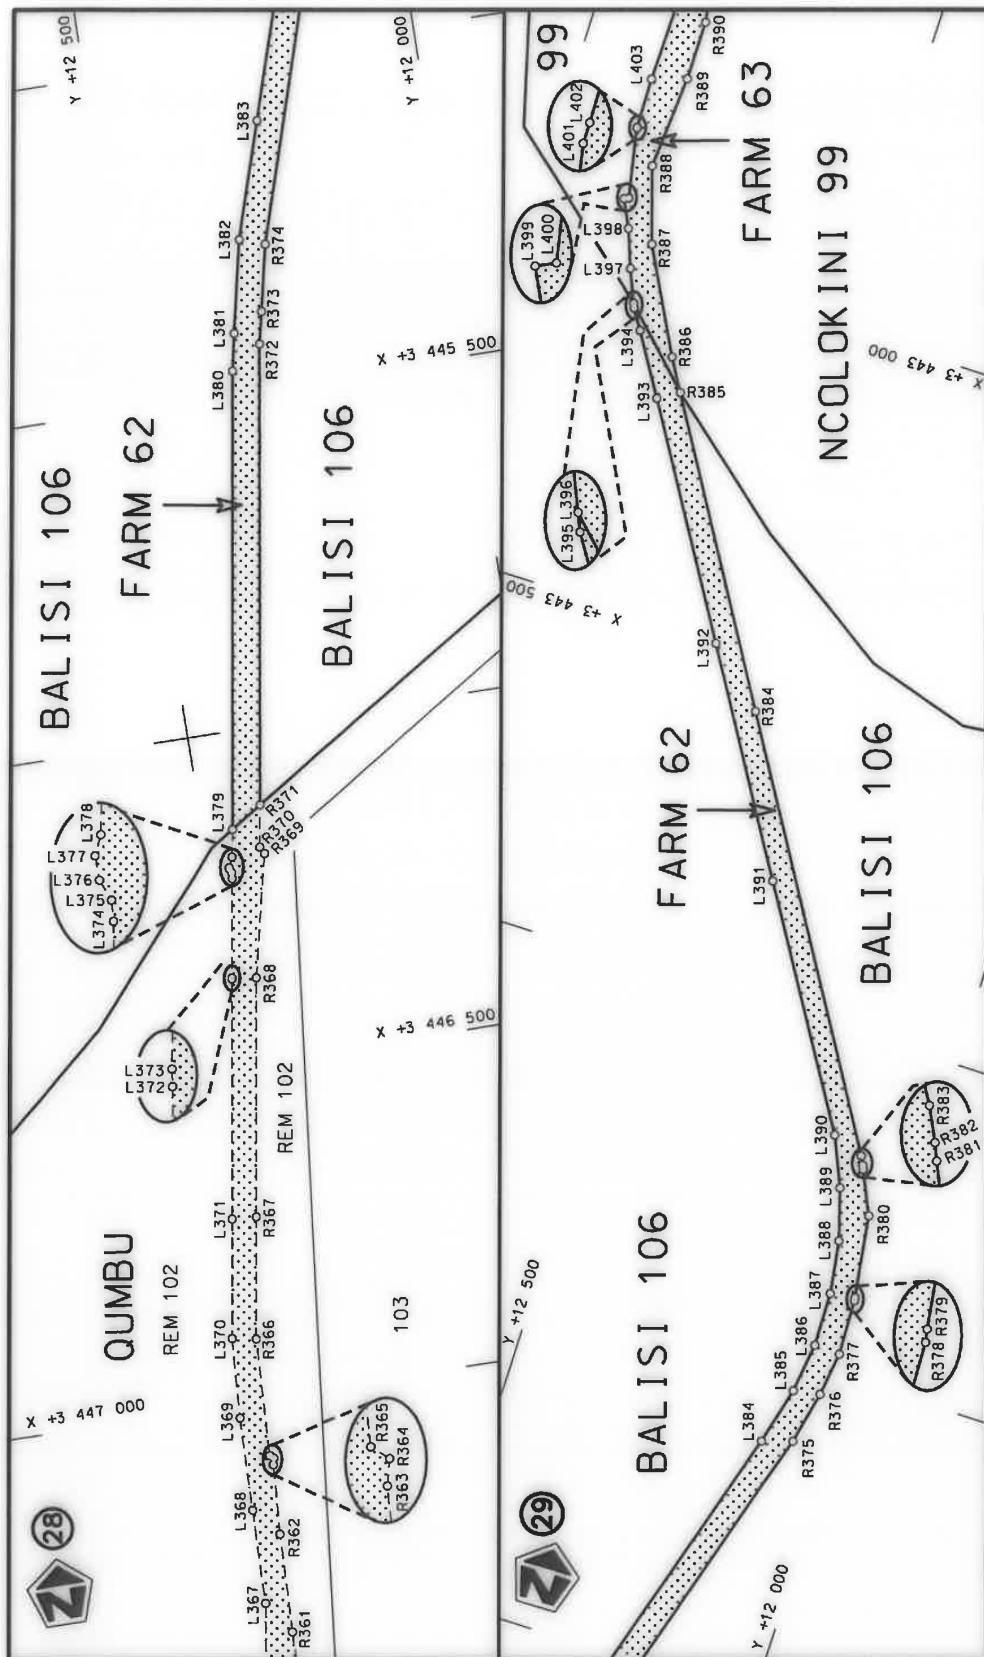 28
Z
X +3 447 000
QUMBU
REM 102
REM 102
103
X +3 446 500
BALISI 106
FARM 62
BALISI 106
X +3 445 500
Y +12 500
Y +12 000
L367
L368
L369
L370
L371
L372
L373
L374
L375
L376
L377
L378
L379
L380
L381
L382
L383
R361
R362
R363
R364
R365
R366
R367
R368
R369
R370
R371
R372
R373
R374
29
Z
Y +12 000
Y +12 500
BALISI 106
FARM 62
BALISI 106
X +3 443 500
X +3 443 000
NCOLOKINI 99
FARM 63
99
L384
L385
L386
L387
L388
L389
L390
L391
L392
L393
L394
L395
L396
L397
L398
L399
L400
L401
L402
L403
R375
R376
R377
R378
R379
R380
R381
R382
R383
R384
R385
R386
R387
R388
R389
R390